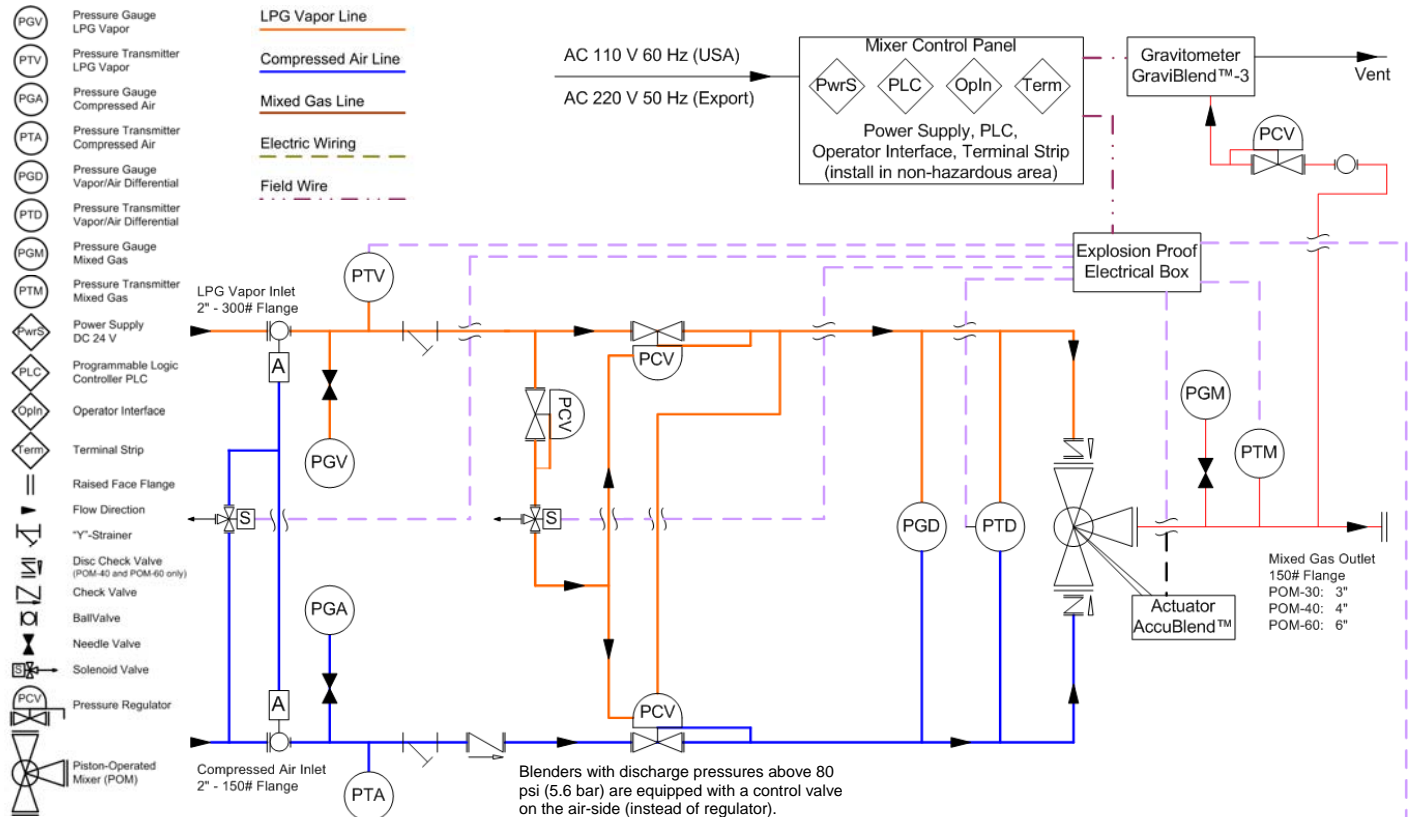 PGV
Pressure Gauge
LPG Vapor
PTV
Pressure Transmitter
LPG Vapor
PGA
Pressure Gauge
Compressed Air
PTA
Pressure Transmitter
Compressed Air
PGD
Pressure Gauge
Vapor/Air Differential
PTD
Pressure Transmitter
Vapor/Air Differential
PGM
Pressure Gauge
Mixed Gas
PTM
Pressure Transmitter
Mixed Gas
PwrS
Power Supply
DC 24 V
PLC
Programmable Logic
Controller PLC
OpIn
Operator Interface
Term
Terminal Strip
Raised Face Flange
Flow Direction
"Y"-Strainer
Disc Check Valve
(POM-40 and POM-60 only)
Check Valve
BallValve
Needle Valve
S
Solenoid Valve
PCV
Pressure Regulator
Piston-Operated
Mixer (POM)
LPG Vapor Line
Compressed Air Line
Mixed Gas Line
Electric Wiring
Field Wire
AC 110 V 60 Hz (USA)
AC 220 V 50 Hz (Export)
Mixer Control Panel
PwrS
PLC
OpIn
Term
Power Supply, PLC,
Operator Interface, Terminal Strip
(install in non-hazardous area)
Gravitometer
GraviBlend™-3
Vent
PCV
Explosion Proof
Electrical Box
PTV
LPG Vapor Inlet
2" - 300# Flange
A
PGV
PCV
PCV
S
S
PGD
PTD
PGM
PTM
Mixed Gas Outlet
150# Flange
POM-30: 3"
POM-40: 4"
POM-60: 6"
Actuator
AccuBlend™
PGA
A
PCV
Compressed Air Inlet
2" - 150# Flange
PTA
Blenders with discharge pressures above 80
psi (5.6 bar) are equipped with a control valve
on the air-side (instead of regulator).